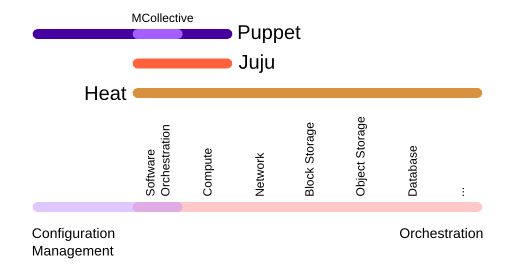 MCollective
Puppet
Juju
Heat
Software
Orchestration
Compute
Network
Block Storage
Object Storage
Database
...
Configuration
Management
Orchestration